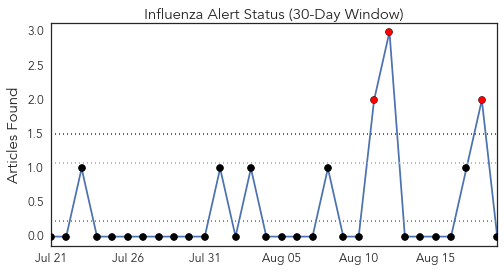 Influenza Alert Status (30-Day Window)
Articles Found
3.0
2.5
2.0
1.5
1.0
0.5
0.0
Jul 21 Jul 26 Jul 31 Aug 05 Aug 10 Aug 15